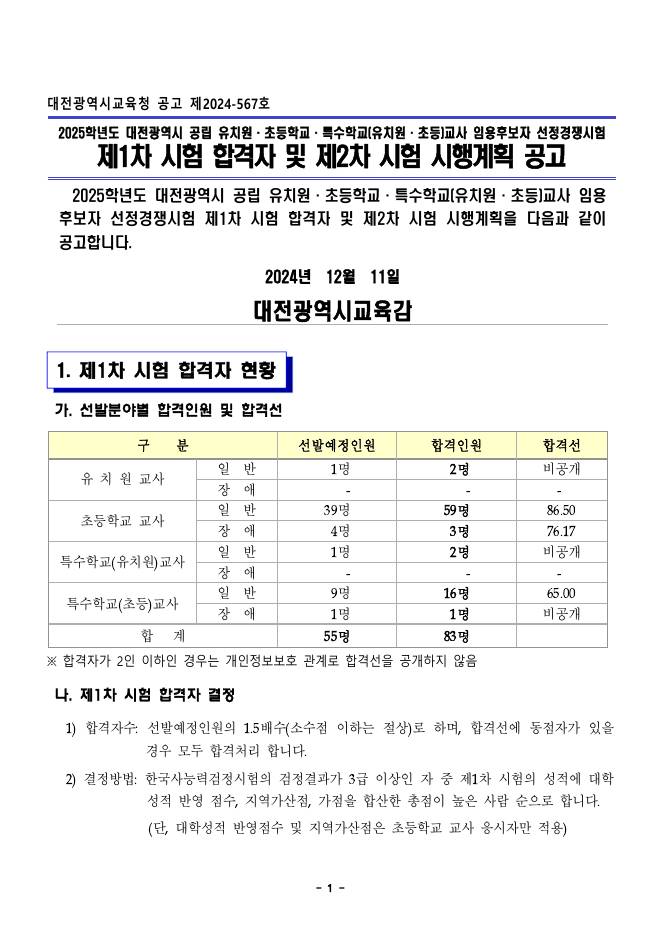 대전광역시교육청 공고 제2024-567호
2025학년도 대전광역시 공립 유치원·초등학교·특수학교(유치원·초등)교사 임용후보자 선정경쟁시험
제1차 시험 합격자 및 제2차 시험 시행계획 공고
2025학년도 대전광역시 공립 유치원·초등학교·특수학교(유치원·초등)교사 임용
후보자 선정경쟁시험 제1차 시험 합격자 및 제2차 시험 시행계획을 다음과 같이
공고합니다.
2024년 12월 11일
대전광역시교육감
1. 제1차 시험 합격자 현황
가. 선발분야별 합격인원 및 합격선
구 분 선발예정인원 합격인원 합격선
유 치 원 교사 일 반 1명 2명 비공개
장 애 - - -
초등학교 교사 일 반 39명 59명 86.50
장 애 4명 3명 76.17
특수학교(유치원)교사 일 반 1명 2명 비공개
장 애 - - -
특수학교(초등)교사 일 반 9명 16명 65.00
장 애 1명 1명 비공개
합 계 55명 83명
※ 합격자가 2인 이하인 경우는 개인정보보호 관계로 합격선을 공개하지 않음
나. 제1차 시험 합격자 결정
1) 합격자수: 선발예정인원의 1.5배수(소수점 이하는 절상)로 하며, 합격선에 동점자가 있을
경우 모두 합격처리 합니다.
2) 결정방법: 한국사능력검정시험의 검정결과가 3급 이상인 자 중 제1차 시험의 성적에 대학
성적 반영 점수, 지역가산점, 가점을 합산한 총점이 높은 사람 순으로 합니다.
(단, 대학성적 반영점수 및 지역가산점은 초등학교 교사 응시자만 적용)
- 1 -